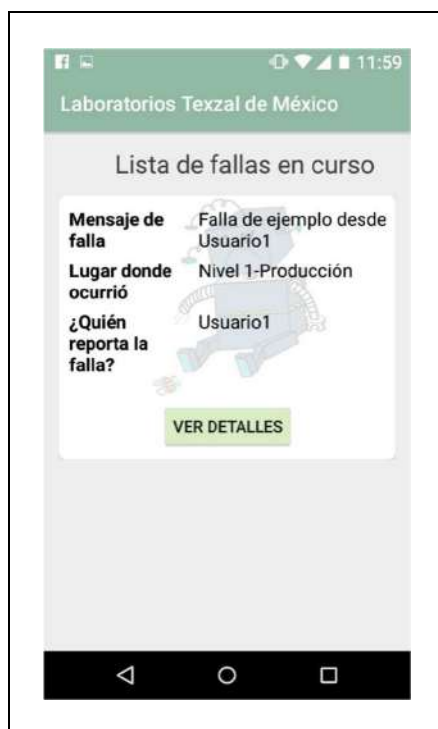 11:59
Laboratorios Texzal de México
Lista de fallas en curso
Mensaje de falla
Falla de ejemplo desde Usuario1
Lugar donde ocurrió
Nivel 1-Producción
¿Quién reporta la falla?
Usuario1
VER DETALLES